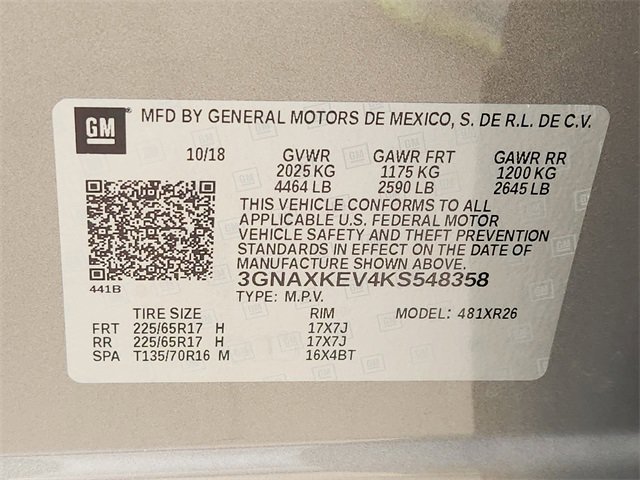 GM MFD BY GENERAL MOTORS DE MEXICO, S. DE R.L. DE C.V.
10/18 GVWR GAWR FRT GAWR RR
2025 KG 1175 KG 1200 KG
4464 LB 2590 LB 2645 LB
THIS VEHICLE CONFORMS TO ALL
APPLICABLE U.S. FEDERAL MOTOR
VEHICLE SAFETY AND THEFT PREVENTION
STANDARDS IN EFFECT ON THE DATE OF
MANUFACTURE SHOWN ABOVE.
441B 3GNAXKEV4KS548358
TYPE: M.P.V.
TIRE SIZE RIM MODEL: 481XR26
FRT 225/65R17 H 17X7J
RR 225/65R17 H 17X7J
SPA T135/70R16 M 16X4BT